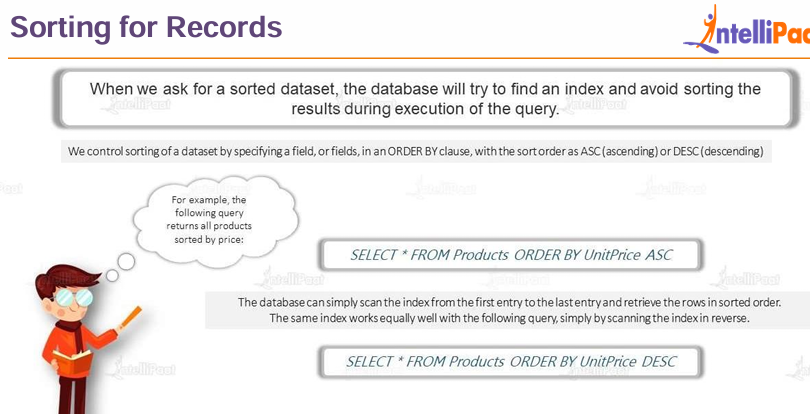 Sorting for Records
IntelliPaa
When we ask for a sorted dataset, the database will try to find an index and avoid sorting the
results during execution of the query.
We control sorting of a dataset by specifying a field, or fields, in an ORDER BY clause, with the sort order as ASC (ascending) or DESC (descending)
For example, the
following query
returns all products
sorted by price:
SELECT * FROM Products ORDER BY UnitPrice ASC
The database can simply scan the index from the first entry to the last entry and retrieve the rows in sorted order.
The same index works equally well with the following query, simply by scanning the index in reverse.
SELECT * FROM Products ORDER BY UnitPrice DESC